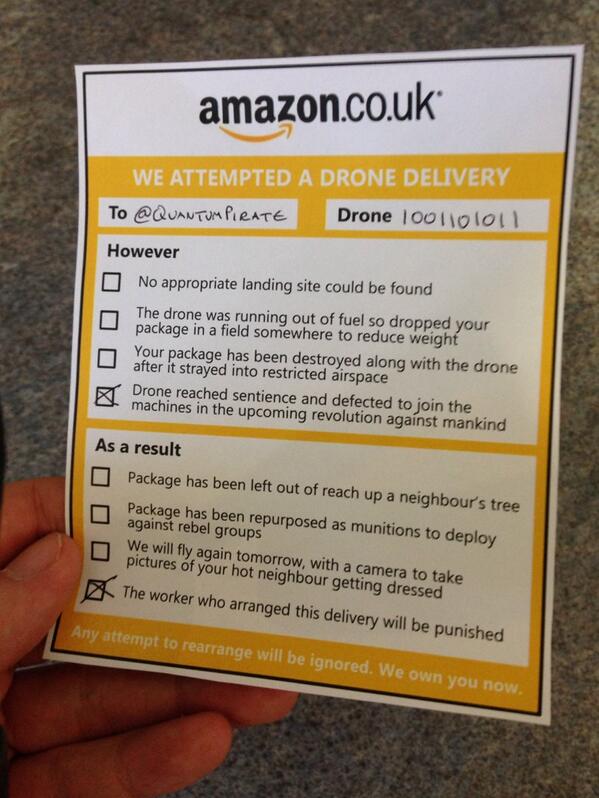 amazon.co.uk
WE ATTEMPTED A DRONE DELIVERY
To @QUANTUMPIRATE Drone 1001101011
However
No appropriate landing site could be found
The drone was running out of fuel so dropped your
package in a field somewhere to reduce weight
Your package has been destroyed along with the drone
after it strayed into restricted airspace
Drone reached sentience and defected to join the
machines in the upcoming revolution against mankind
As a result
Package has been left out of reach up a neighbour's tree
Package has been repurposed as munitions to deploy
against rebel groups
We will fly again tomorrow, with a camera to take
pictures of your hot neighbour getting dressed
The worker who arranged this delivery will be punished
Any attempt to rearrange will be ignored. We own you now.